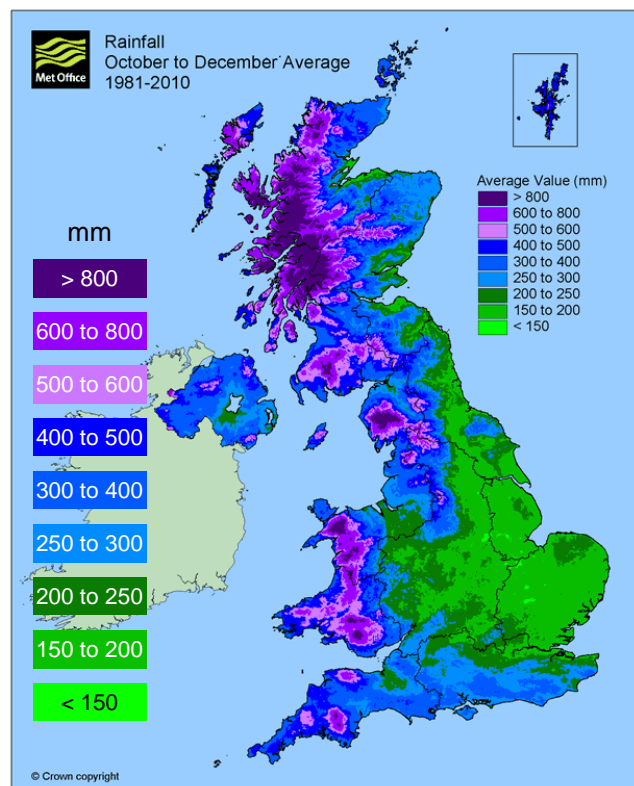 Met Office
Rainfall
October to December Average
1981-2010
Average Value (mm)
> 800
600 to 800
500 to 600
400 to 500
300 to 400
250 to 300
200 to 250
150 to 200
< 150
mm
> 800
600 to 800
500 to 600
400 to 500
300 to 400
250 to 300
200 to 250
150 to 200
< 150
© Crown copyright